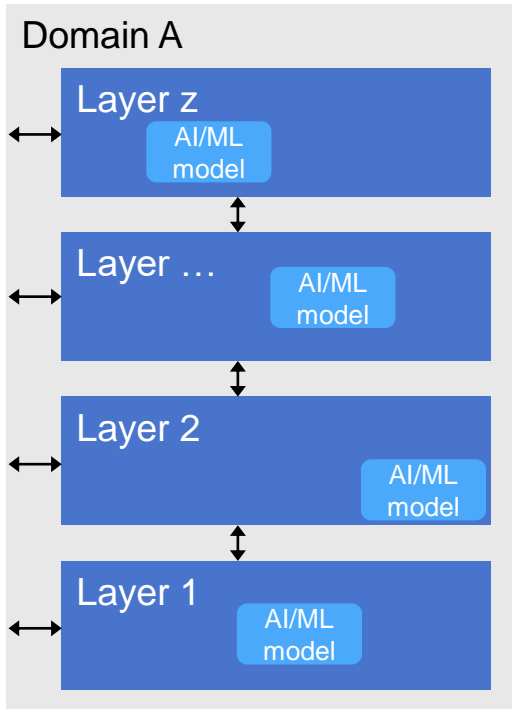 Domain A
Layer z
AI/ML
model
Layer …
AI/ML
model
Layer 2
AI/ML
model
Layer 1
AI/ML
model